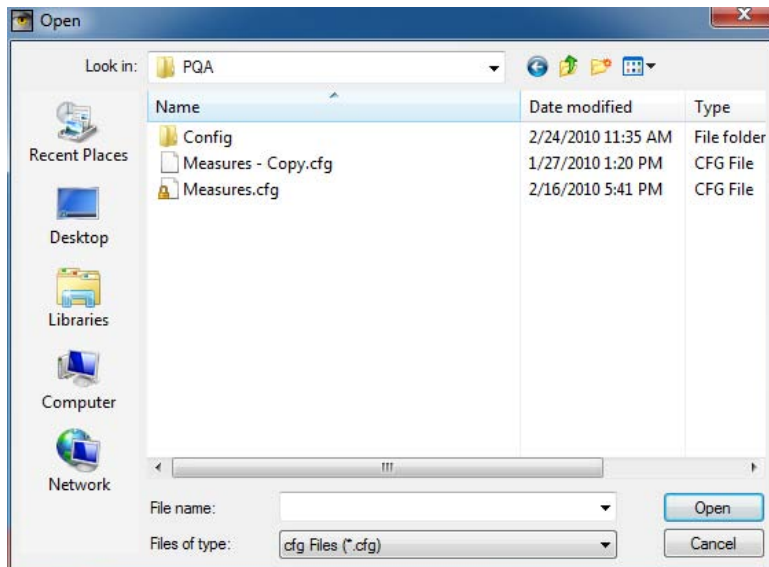 Open
Look in: PQA
Name Date modified Type
Config 2/24/2010 11:35 AM File folder
Measures - Copy.cfg 1/27/2010 1:20 PM CFG File
Measures.cfg 2/16/2010 5:41 PM CFG File
Recent Places
Desktop
Libraries
Computer
Network
File name: Open
Files of type: cfg Files (*.cfg) Cancel